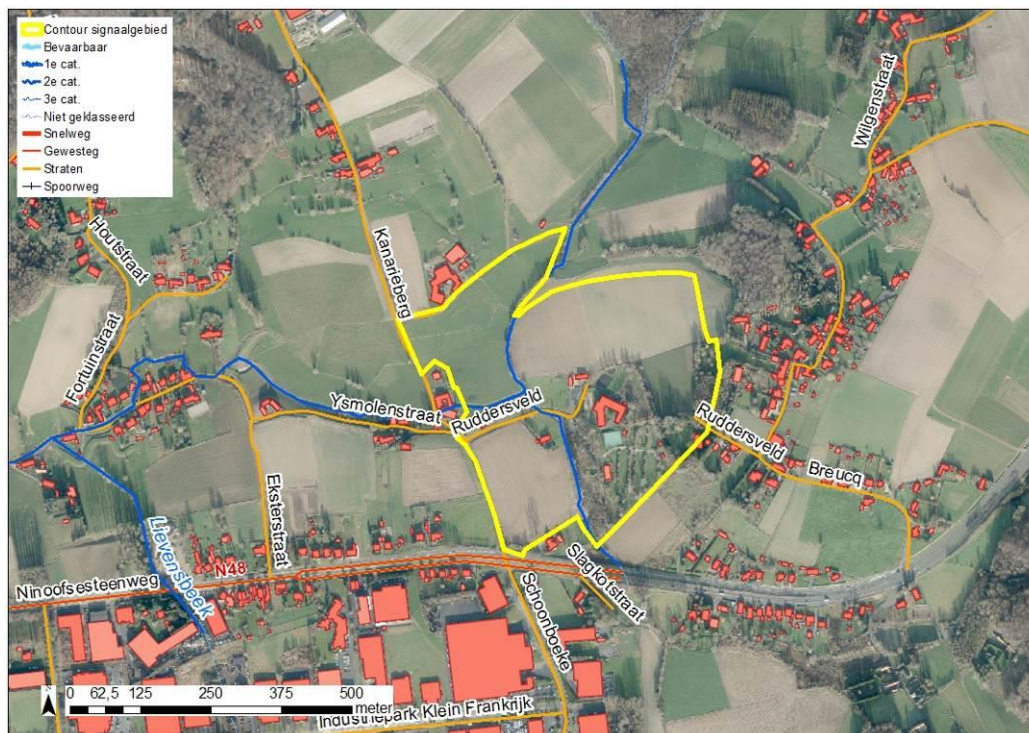 Contour signaalgebied
Bevaarbaar
1e cat.
2e cat.
3e cat.
Niet geklasseerd
Snelweg
Gewesteg
Straten
Spoorweg
Wilgenstraat
Houtstraat
Kanarieberg
Fortuinstraat
Ysmolenstraat
Ruddersveld
Ruddersveld
Breucq
Eksterstraat
Lievensbeek
N48
Ninoofsesteenweg
Slagkotstraat
Schoonboeke
0 62,5 125 250 375 500
meter
Industriepark Klein Frankrijk